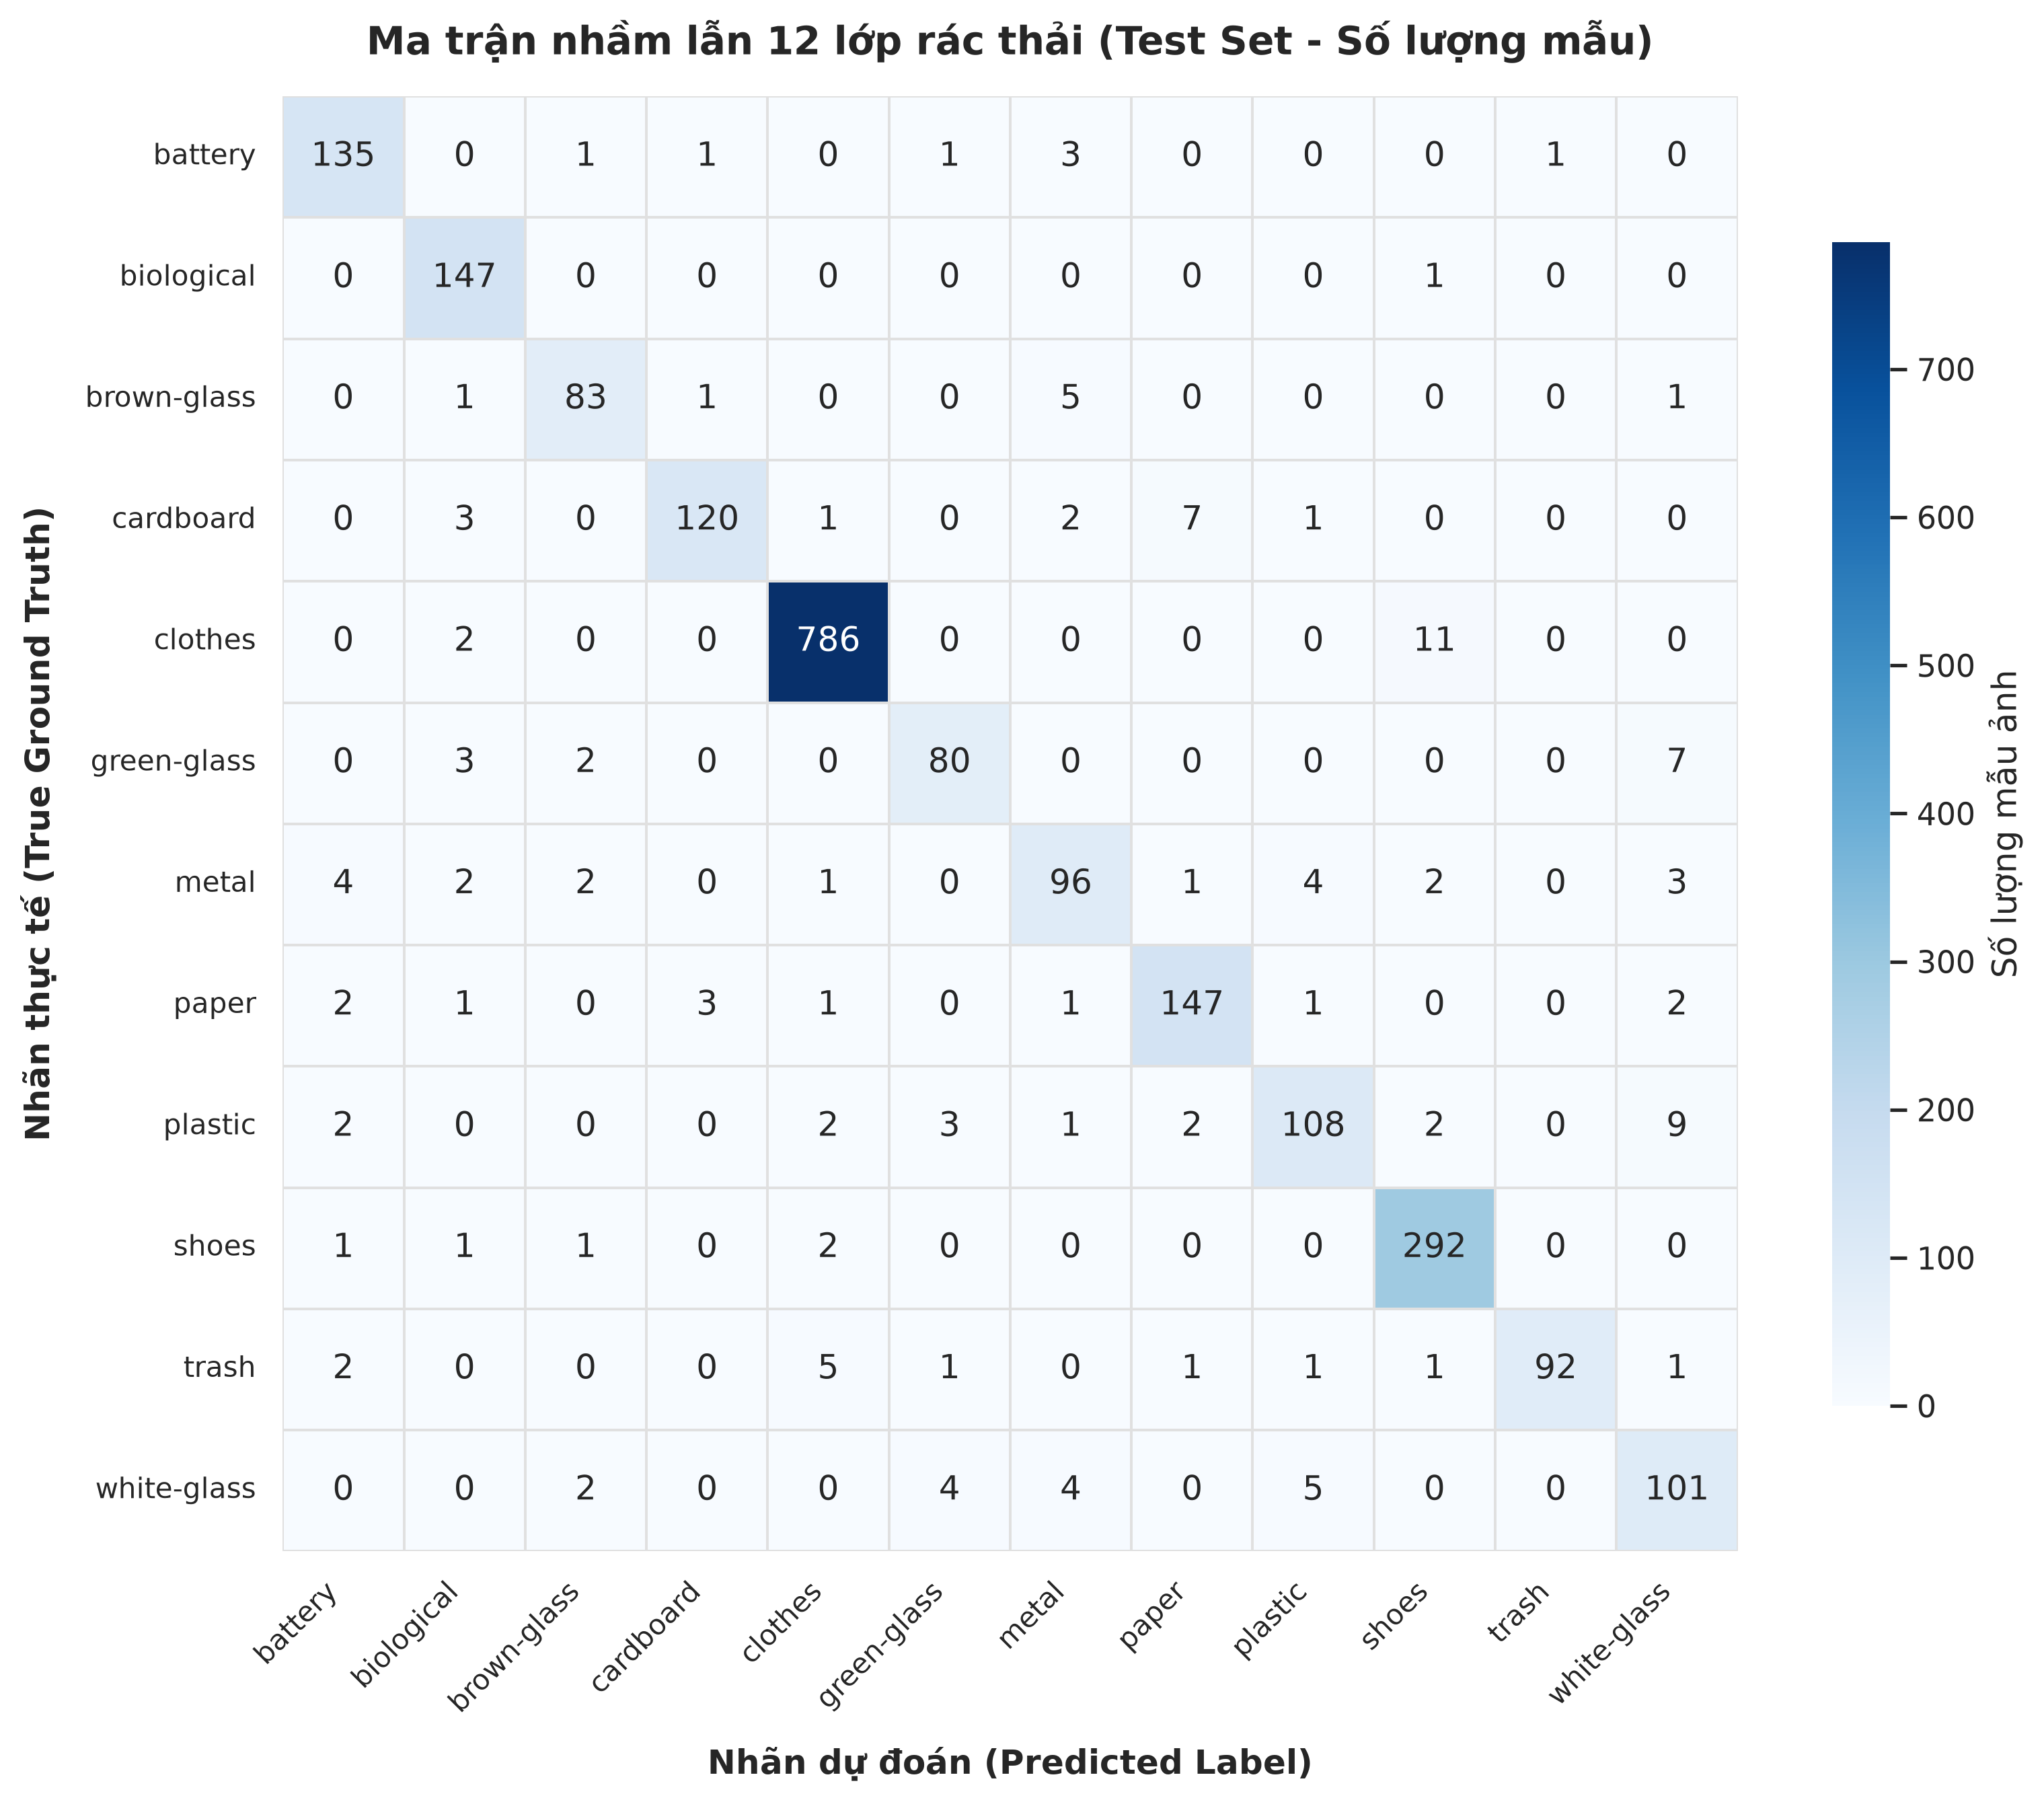 Ma trận nhầm lẫn 12 lớp rác thải (Test Set - Số lượng mẫu)
Nhãn thực tế (True Ground Truth)
battery 135 0 1 1 0 1 3 0 0 0 1 0
biological 0 147 0 0 0 0 0 0 0 1 0 0
brown-glass 0 1 83 1 0 0 5 0 0 0 0 1
cardboard 0 3 0 120 1 0 2 7 1 0 0 0
clothes 0 2 0 0 786 0 0 0 0 11 0 0
green-glass 0 3 2 0 0 80 0 0 0 0 0 7
metal 4 2 2 0 1 0 96 1 4 2 0 3
paper 2 1 0 3 1 0 1 147 1 0 0 2
plastic 2 0 0 0 2 3 1 2 108 2 0 9
shoes 1 1 1 0 2 0 0 0 0 292 0 0
trash 2 0 0 0 5 1 0 1 1 1 92 1
white-glass 0 0 2 0 0 4 4 0 5 0 0 101
battery biological brown-glass cardboard clothes green-glass metal paper plastic shoes trash white-glass
Nhãn dự đoán (Predicted Label)
700
600
500
400
300
200
100
0
Số lượng mẫu ảnh